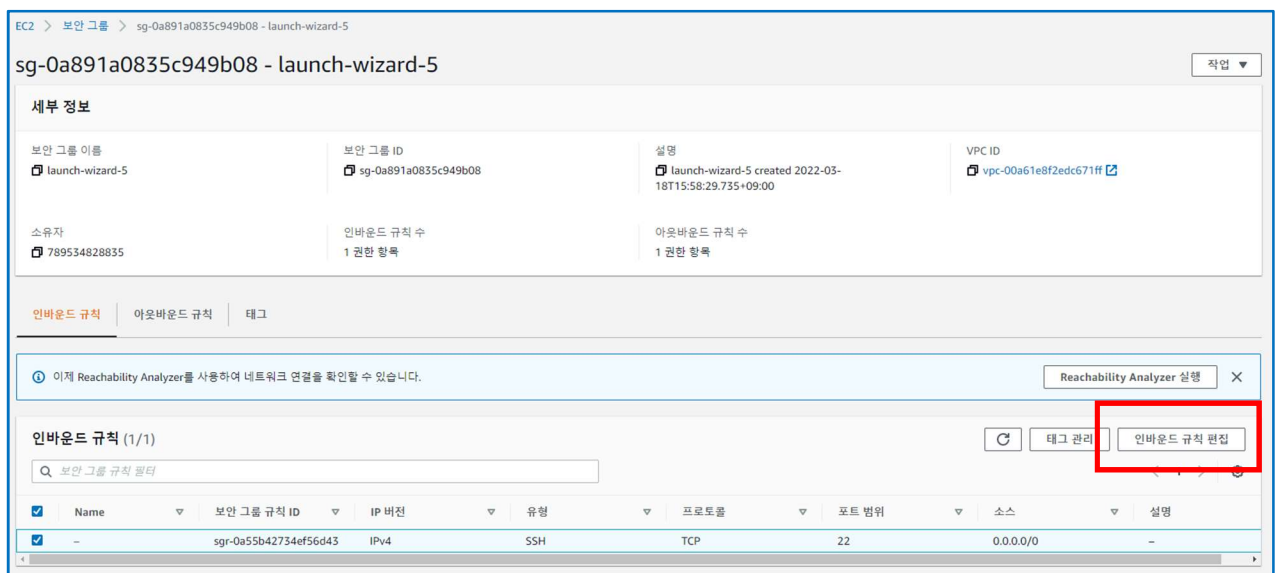 EC2 > 보안 그룹 > sg-0a891a0835c949b08 - launch-wizard-5
sg-0a891a0835c949b08 - launch-wizard-5
작업 ▼
세부 정보
보안 그룹 이름 보안 그룹 ID 설명 VPC ID
launch-wizard-5 sg-0a891a0835c949b08 launch-wizard-5 created 2022-03- vpc-00a61e8f2edc671ff
18T15:58:29.735+09:00
소유자 인바운드 규칙 수 아웃바운드 규칙 수
789534828835 1 권한 항목 1 권한 항목
인바운드 규칙 아웃바운드 규칙 태그
이제 Reachability Analyzer를 사용하여 네트워크 연결을 확인할 수 있습니다. Reachability Analyzer 실행
인바운드 규칙 (1/1) 태그 관리 인바운드 규칙 편집
보안 그룹 규칙 필터
Name 보안 그룹 규칙 ID IP 버전 유형 프로토콜 포트 범위 소스 설명
– sgr-0a55b42734ef56d43 IPv4 SSH TCP 22 0.0.0.0/0 –